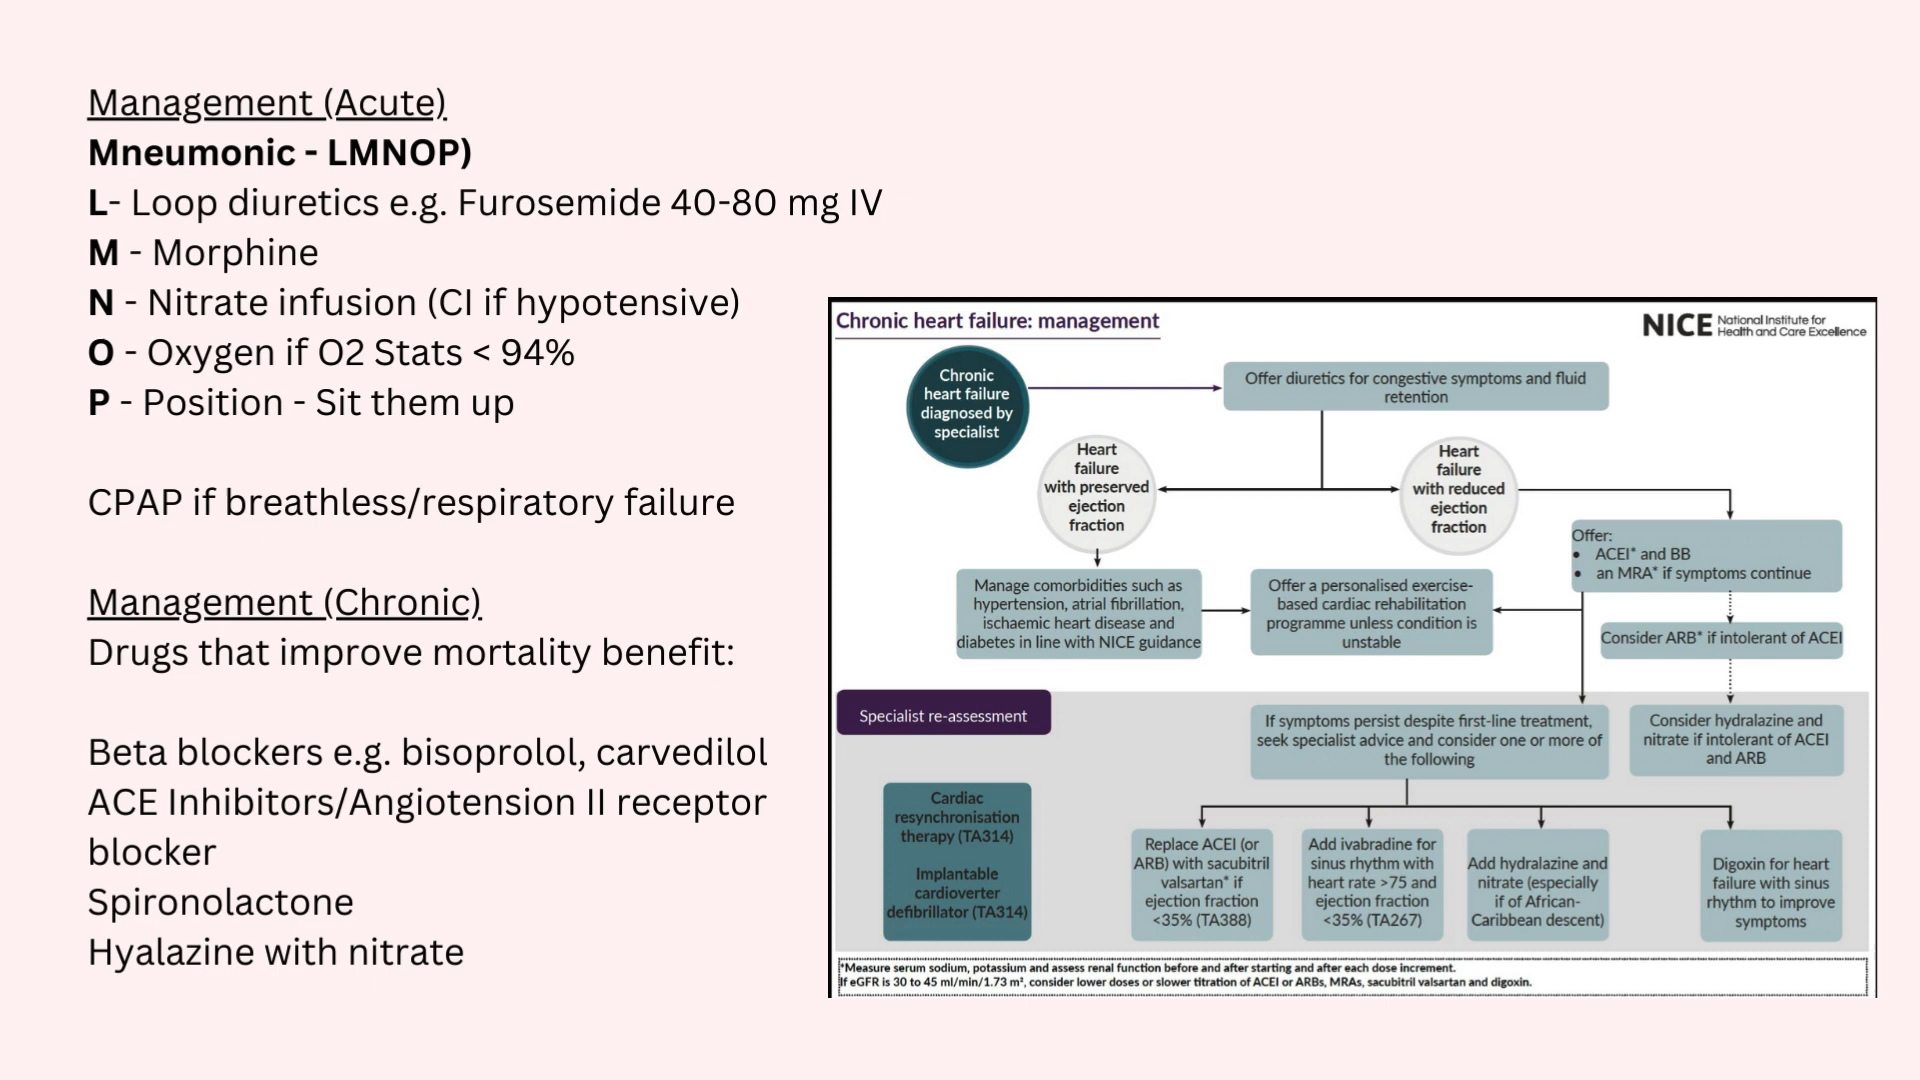 Management (Acute)
Mneumonic - LMNOP)
L- Loop diuretics e.g. Furosemide 40-80 mg IV
M - Morphine
N - Nitrate infusion (CI if hypotensive)
O - Oxygen if O2 Stats < 94%
P - Position - Sit them up
CPAP if breathless/respiratory failure
Management (Chronic)
Drugs that improve mortality benefit:
Beta blockers e.g. bisoprolol, carvedilol
ACE Inhibitors/Angiotension II receptor
blocker
Spironolactone
Hyalazine with nitrate
Chronic heart failure: management
NICE National Institute for
Health and Care Excellence
Chronic
heart failure
diagnosed by
specialist
Offer diuretics for congestive symptoms and fluid
retention
Heart
failure
with preserved
ejection
fraction
Heart
failure
with reduced
ejection
fraction
Offer:
• ACEI* and BB
• an MRA* if symptoms continue
Manage comorbidities such as
hypertension, atrial fibrillation,
ischaemic heart disease and
diabetes in line with NICE guidance
Offer a personalised exercise-
based cardiac rehabilitation
programme unless condition is
unstable
Consider ARB* if intolerant of ACEI
Specialist re-assessment
If symptoms persist despite first-line treatment,
seek specialist advice and consider one or more of
the following
Consider hydralazine and
nitrate if intolerant of ACEI
and ARB
Cardiac
resynchronisation
therapy (TA314)
Implantable
cardioverter
defibrillator (TA314)
Replace ACEI (or
ARB) with sacubitril
valsartan* if
ejection fraction
<35% (TA388)
Add ivabradine for
sinus rhythm with
heart rate >75 and
ejection fraction
<35% (TA267)
Add hydralazine and
nitrate (especially
if of African-
Caribbean descent)
Digoxin for heart
failure with sinus
rhythm to improve
symptoms
*Measure serum sodium, potassium and assess renal function before and after starting and after each dose increment.
If eGFR is 30 to 45 ml/min/1.73 m², consider lower doses or slower titration of ACEI or ARBs, MRAs, sacubitril valsartan and digoxin.